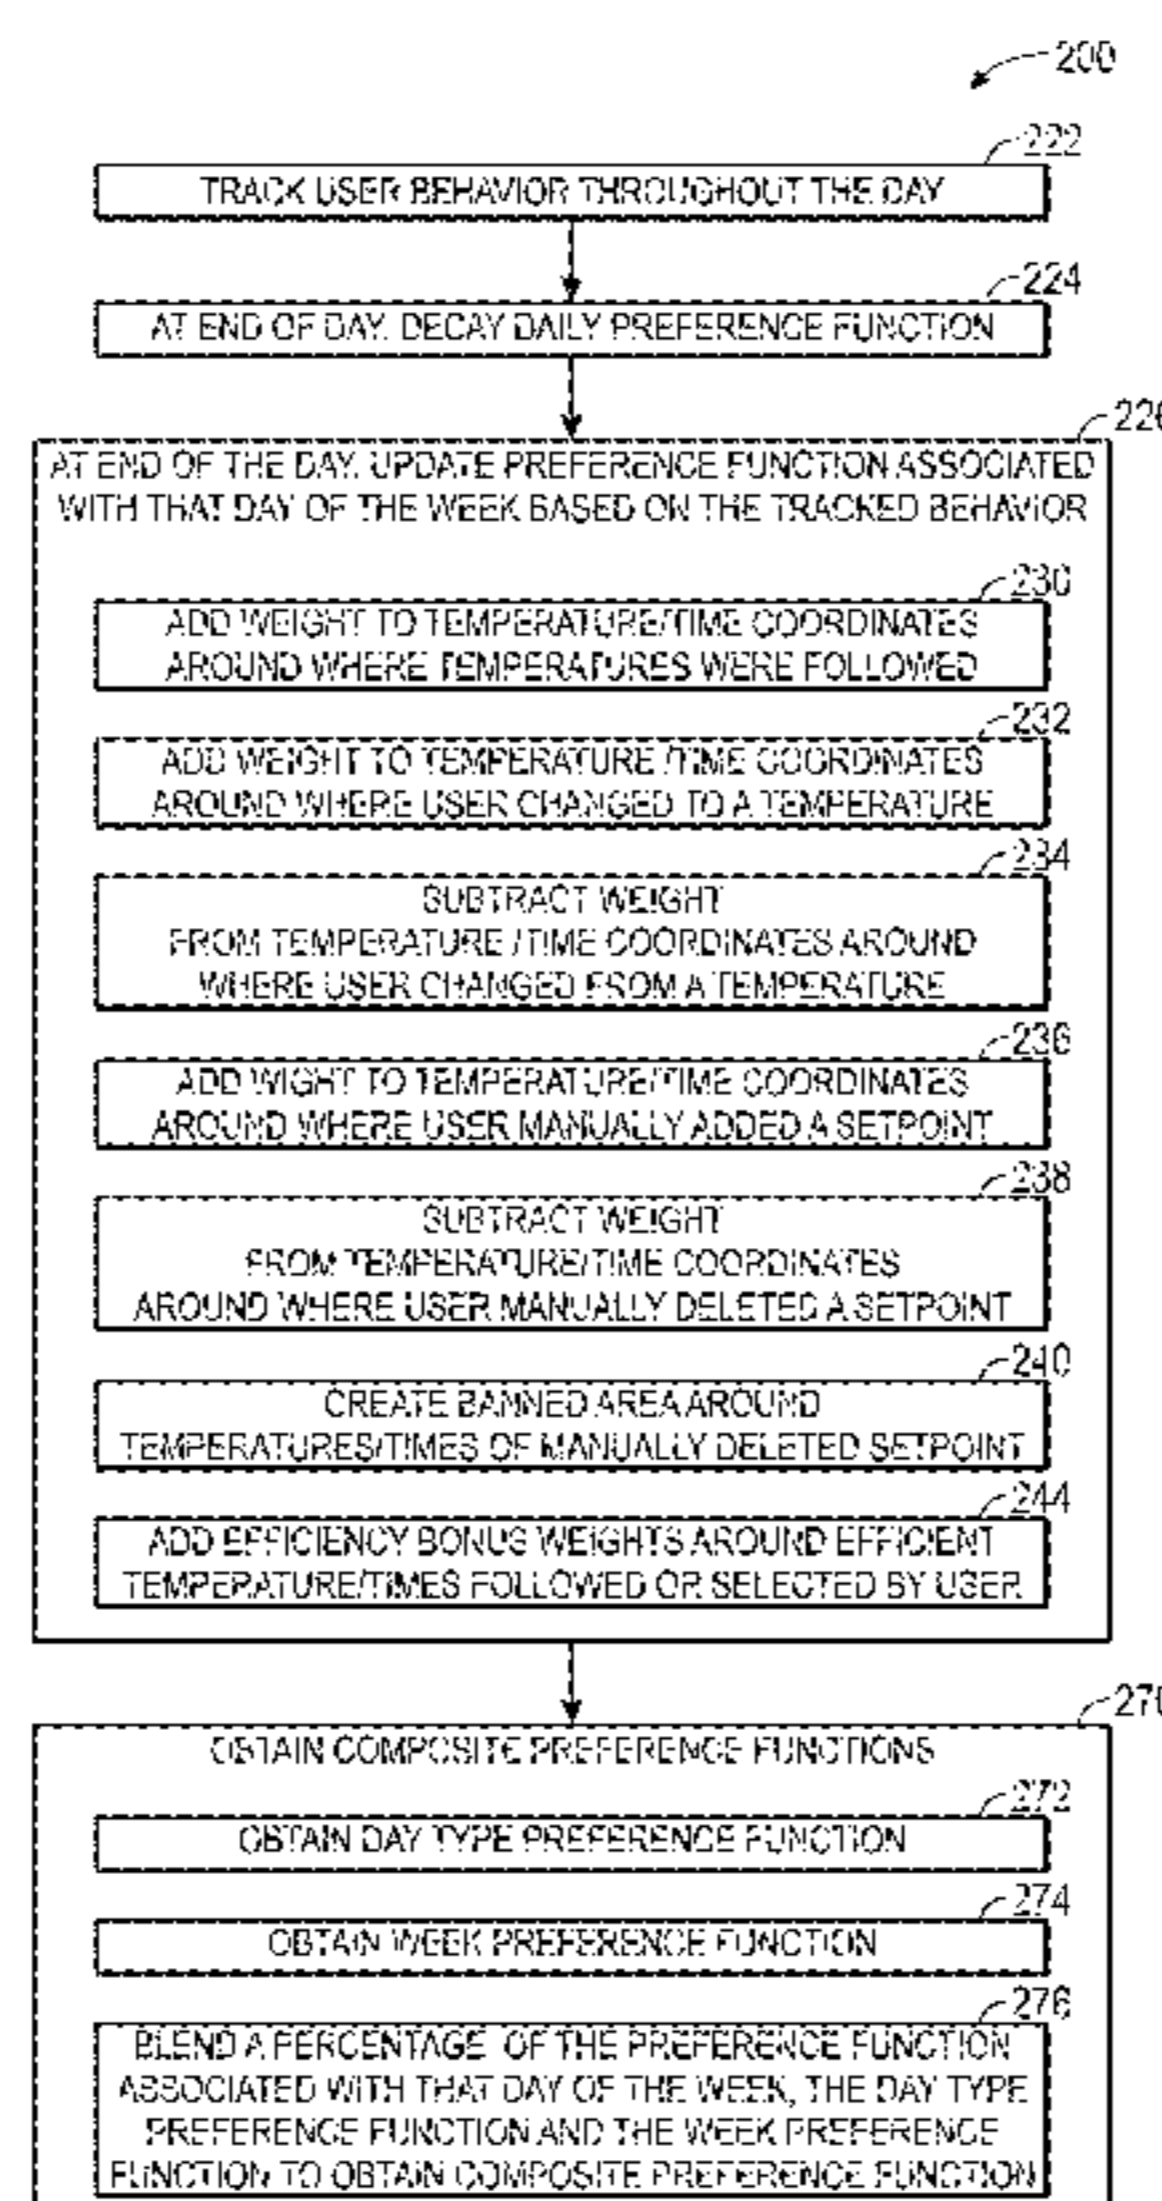 200
222
TRACK USER BEHAVIOR THROUGHOUT THE DAY
224
AT END OF DAY, DECAY DAILY PREFERENCE FUNCTION
226
AT END OF THE DAY, UPDATE PREFERENCE FUNCTION ASSOCIATED
WITH THAT DAY OF THE WEEK BASED ON THE TRACKED BEHAVIOR
230
ADD WEIGHT TO TEMPERATURE/TIME COORDINATES
AROUND WHERE TEMPERATURES WERE FOLLOWED
232
ADD WEIGHT TO TEMPERATURE /TIME COORDINATES
AROUND WHERE USER CHANGED TO A TEMPERATURE
234
SUBTRACT WEIGHT
FROM TEMPERATURE /TIME COORDINATES AROUND
WHERE USER CHANGED FROM A TEMPERATURE
236
ADD WIGHT TO TEMPERATURE/TIME COORDINATES
AROUND WHERE USER MANUALLY ADDED A SETPOINT
238
SUBTRACT WEIGHT
FROM TEMPERATURE/TIME COORDINATES
AROUND WHERE USER MANUALLY DELETED A SETPOINT
240
CREATE BANNED AREA AROUND
TEMPERATURES/TIMES OF MANUALLY DELETED SETPOINT
244
ADD EFFICIENCY BONUS WEIGHTS AROUND EFFICIENT
TEMPERATURE/TIMES FOLLOWED OR SELECTED BY USER
270
OBTAIN COMPOSITE PREFERENCE FUNCTIONS
272
OBTAIN DAY TYPE PREFERENCE FUNCTION
274
OBTAIN WEEK PREFERENCE FUNCTION
276
BLEND A PERCENTAGE OF THE PREFERENCE FUNCTION
ASSOCIATED WITH THAT DAY OF THE WEEK, THE DAY TYPE
PREFERENCE FUNCTION AND THE WEEK PREFERENCE
FUNCTION TO OBTAIN COMPOSITE PREFERENCE FUNCTION